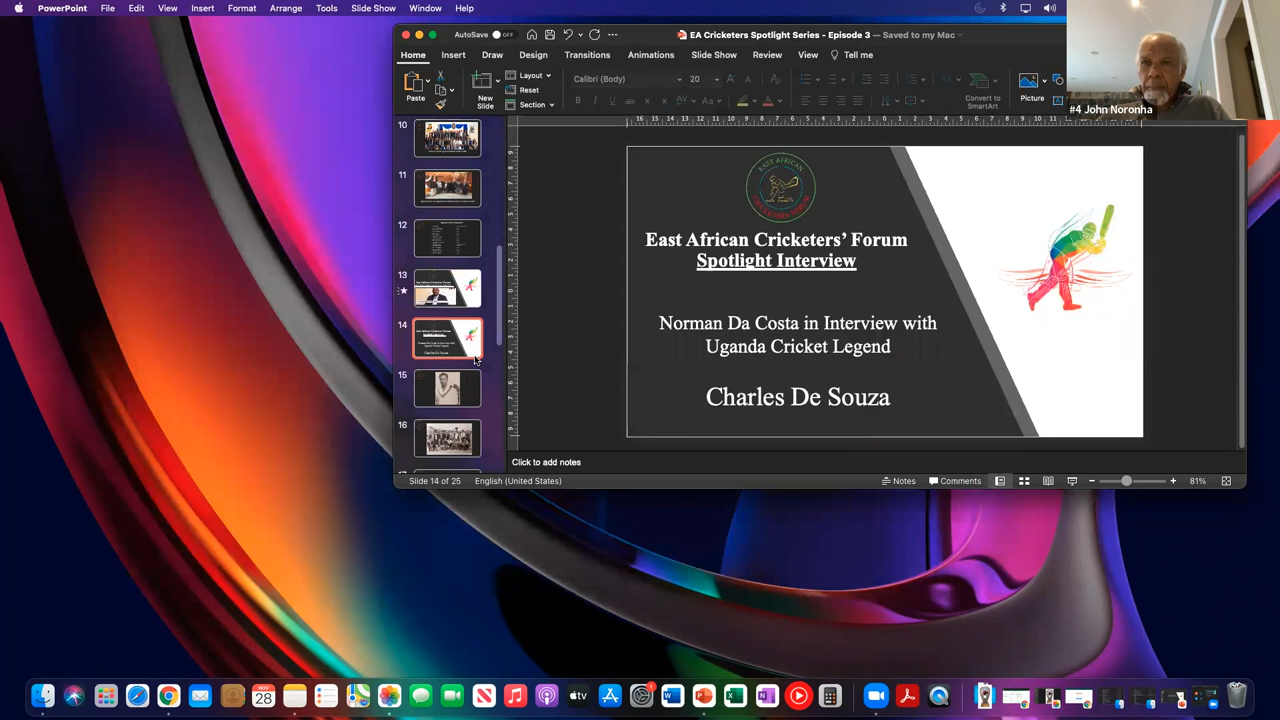 PowerPoint File Edit View Insert Format Arrange Tools Slide Show Window Help
AutoSave OFF
EA Cricketers Spotlight Series - Episode 3 — Saved to my Mac
Home Insert Draw Design Transitions Animations Slide Show Review View Tell me
Paste
New
Slide
Layout
Reset
Section
Calibri (Body) 20
Convert to
SmartArt
Picture
#4 John Noronha
10
11
12
13
14
15
16
EAST AFRICAN
East African Cricketers’ Forum
Spotlight Interview
Norman Da Costa in Interview with
Uganda Cricket Legend
Charles De Souza
Click to add notes
Slide 14 of 25 English (United States) Notes Comments 81%
NOV
28
tv